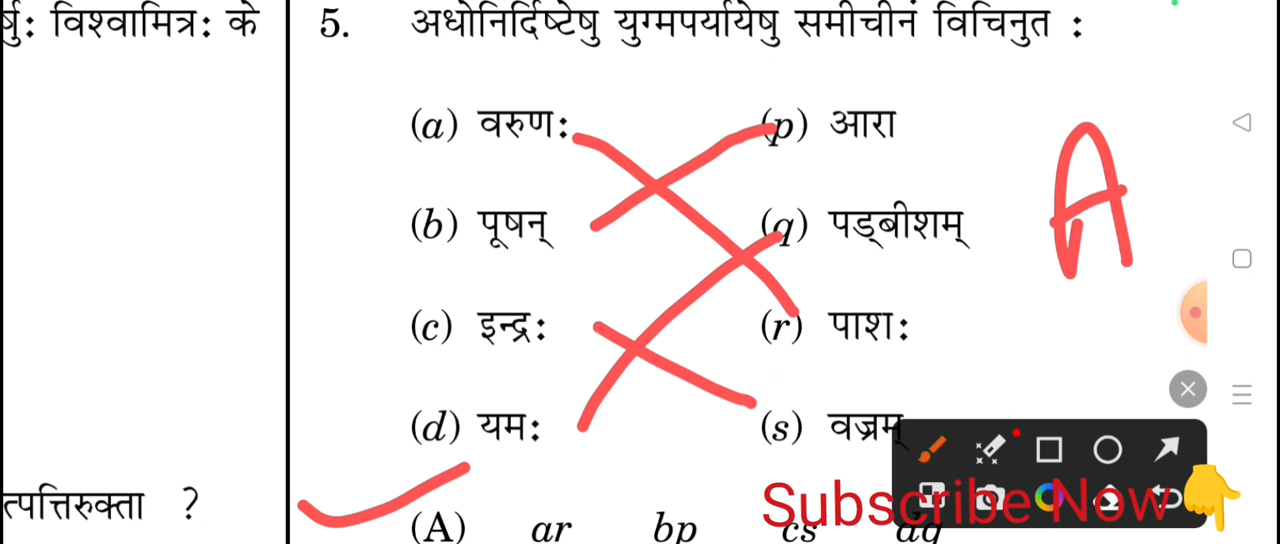 र्षु: विश्वामित्र: के
5. अधोनिर्दिष्टेषु युग्मपर्यायेषु समीचीनं विचिनुत :
(a) वरुण: (p) आरा
(b) पूषन् (q) पड्बीशम्
(c) इन्द्र: (r) पाश:
(d) यम: (s) वज्रम्
A
त्पत्तिरुक्ता ?
(A) ar bp cs dq
Subscribe Now